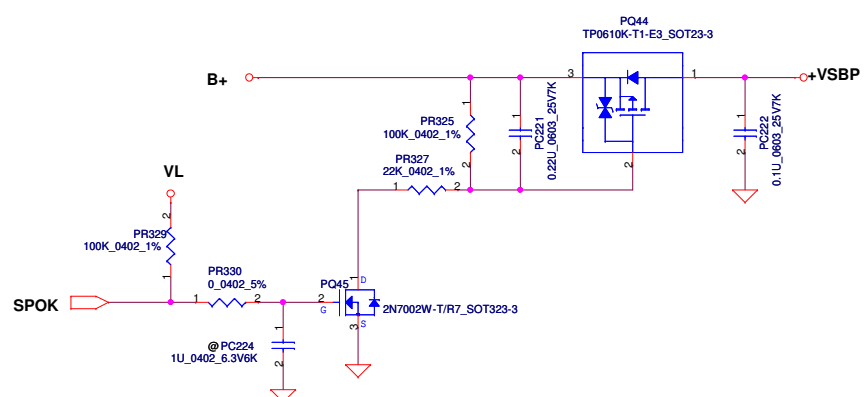 PQ44
TP0610K-T1-E3_SOT23-3
B+
3
1
+VSBP
1
PR325
100K_0402_1%
2
1
2
PC221
0.22U_0603_25V7K
1
2
PC222
0.1U_0603_25V7K
PR327
22K_0402_1%
1
2
2
VL
2
PR329
100K_0402_1%
1
PR330
0_0402_5%
SPOK
1
2
PQ45
1
D
2
G
2N7002W-T/R7_SOT323-3
3
S
1
@PC224
1U_0402_6.3V6K
2